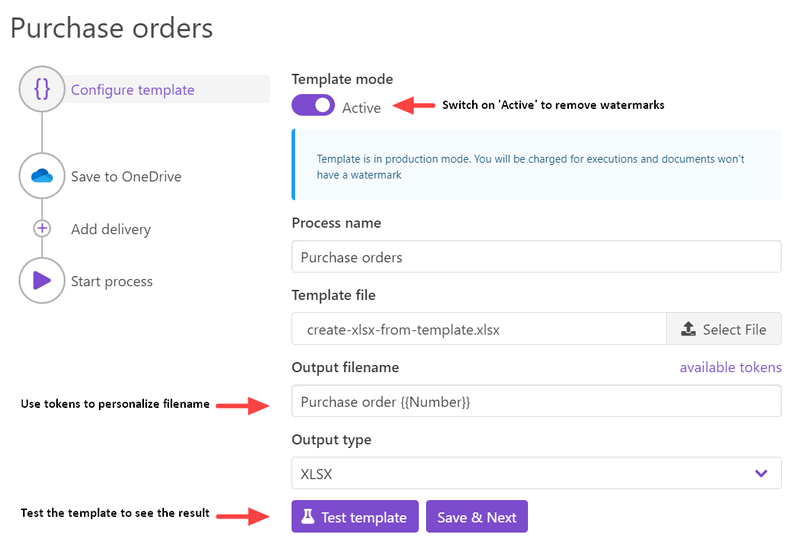 Purchase orders
{} Configure template
Save to OneDrive
+ Add delivery
Start process
Template mode
Active
Switch on 'Active' to remove watermarks
Template is in production mode. You will be charged for executions and documents won't
have a watermark
Process name
Purchase orders
Template file
create-xlsx-from-template.xlsx
Select File
Output filename
available tokens
Use tokens to personalize filename
Purchase order {{Number}}
Output type
XLSX
Test the template to see the result
Test template
Save & Next